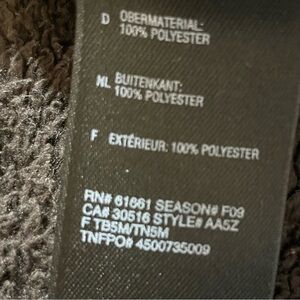 D OBERMATERIAL:
100% POLYESTER
NL BUITENKANT:
100% POLYESTER
F EXTÉRIEUR: 100% POLYESTER
RN# 61661 SEASON# F09
CA# 30516 STYLE# AA5Z
F TB5M/TN5M
TNFPO# 4500735009